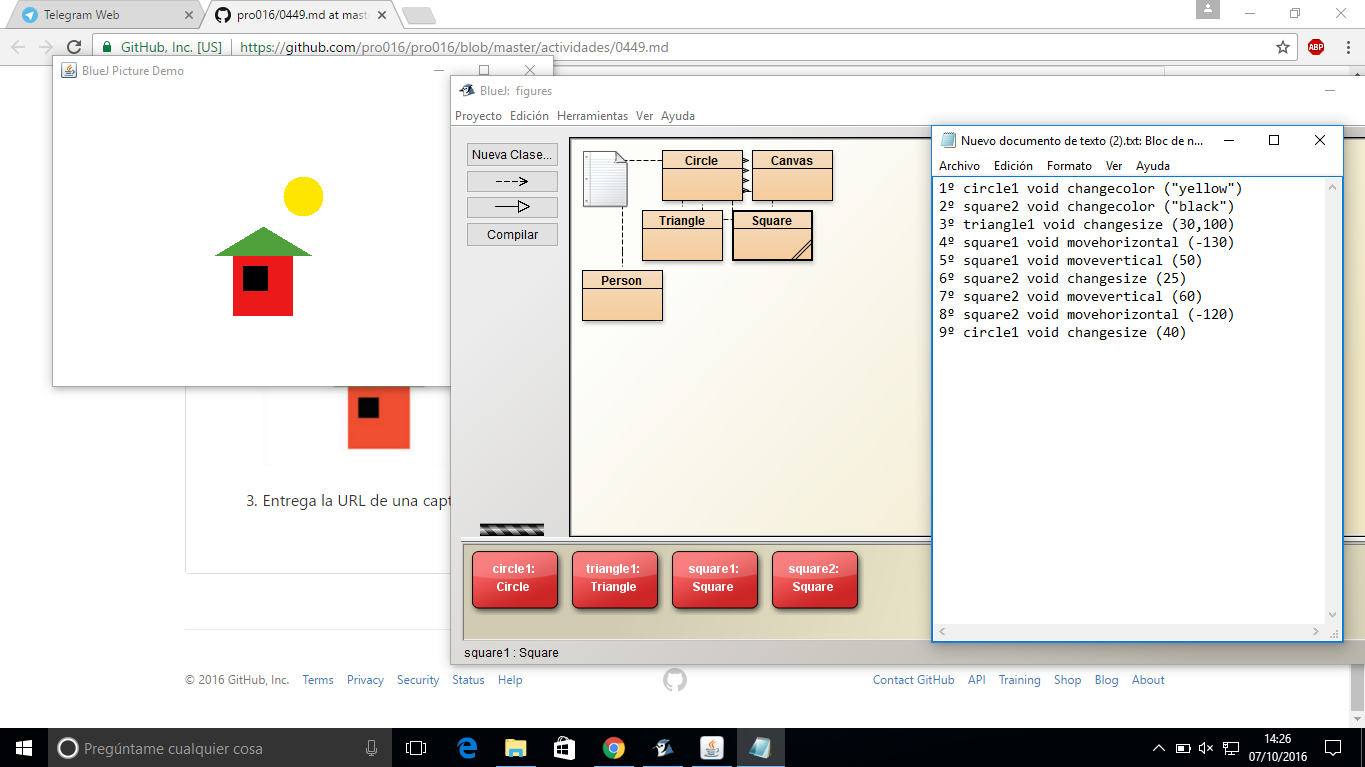 Telegram Web
pro016/0449.md at mast
GitHub, Inc. [US]
https://github.com/pro016/pro016/blob/master/actividades/0449.md
ABP
BlueJ Picture Demo
BlueJ: figures
Proyecto Edición Herramientas Ver Ayuda
Nueva Clase...
Compilar
Circle
Canvas
Triangle
Square
Person
Nuevo documento de texto (2).txt: Bloc de n...
Archivo Edición Formato Ver Ayuda
1º circle1 void changecolor ("yellow")
2º square2 void changecolor ("black")
3º triangle1 void changesize (30,100)
4º square1 void movehorizontal (-130)
5º square1 void movevertical (50)
6º square2 void changesize (25)
7º square2 void movevertical (60)
8º square2 void movehorizontal (-120)
9º circle1 void changesize (40)
3. Entrega la URL de una capt
circle1:
Circle
triangle1:
Triangle
square1:
Square
square2:
Square
square1 : Square
© 2016 GitHub, Inc. Terms Privacy Security Status Help
Contact GitHub API Training Shop Blog About
Pregúntame cualquier cosa
14:26
07/10/2016